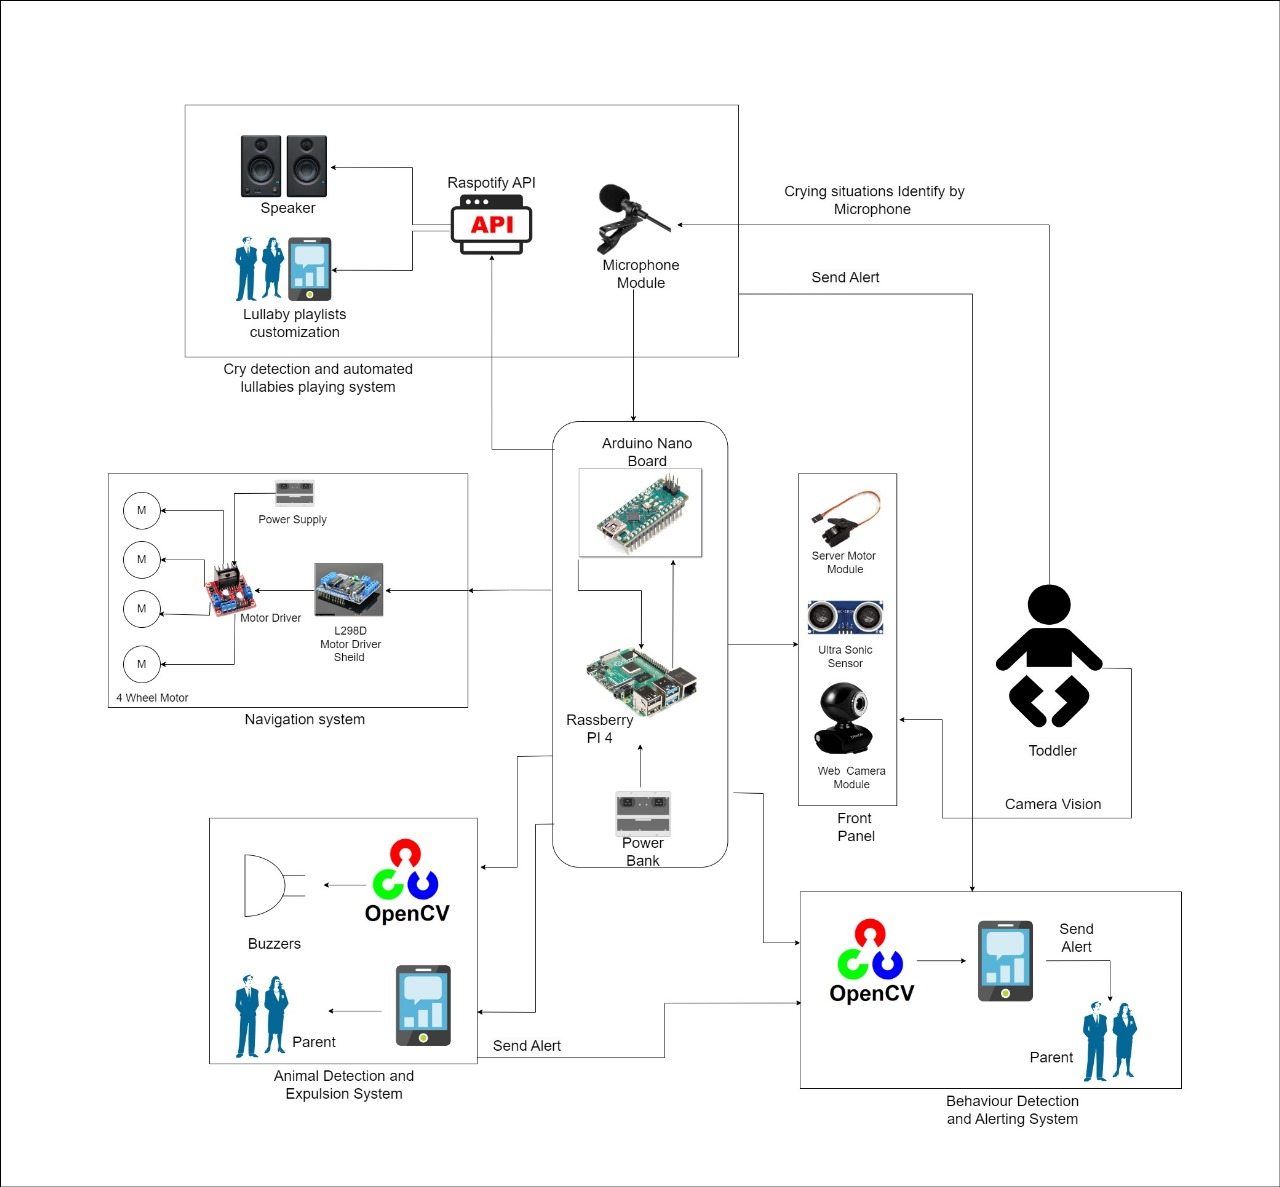 Raspotify API
API
Speaker
Lullaby playlists
customization
Microphone
Module
Crying situations Identify by
Microphone
Send Alert
Cry detection and automated
lullabies playing system
Arduino Nano
Board
Rassberry
PI 4
Power
Bank
M
M
M
M
Power Supply
Motor Driver
L298D
Motor Driver
Sheild
4 Wheel Motor
Navigation system
Server Motor
Module
Ultra Sonic
Sensor
Web Camera
Module
Front
Panel
Toddler
Camera Vision
OpenCV
Buzzers
Parent
Send Alert
Animal Detection and
Expulsion System
OpenCV
Send
Alert
Parent
Behaviour Detection
and Alerting System